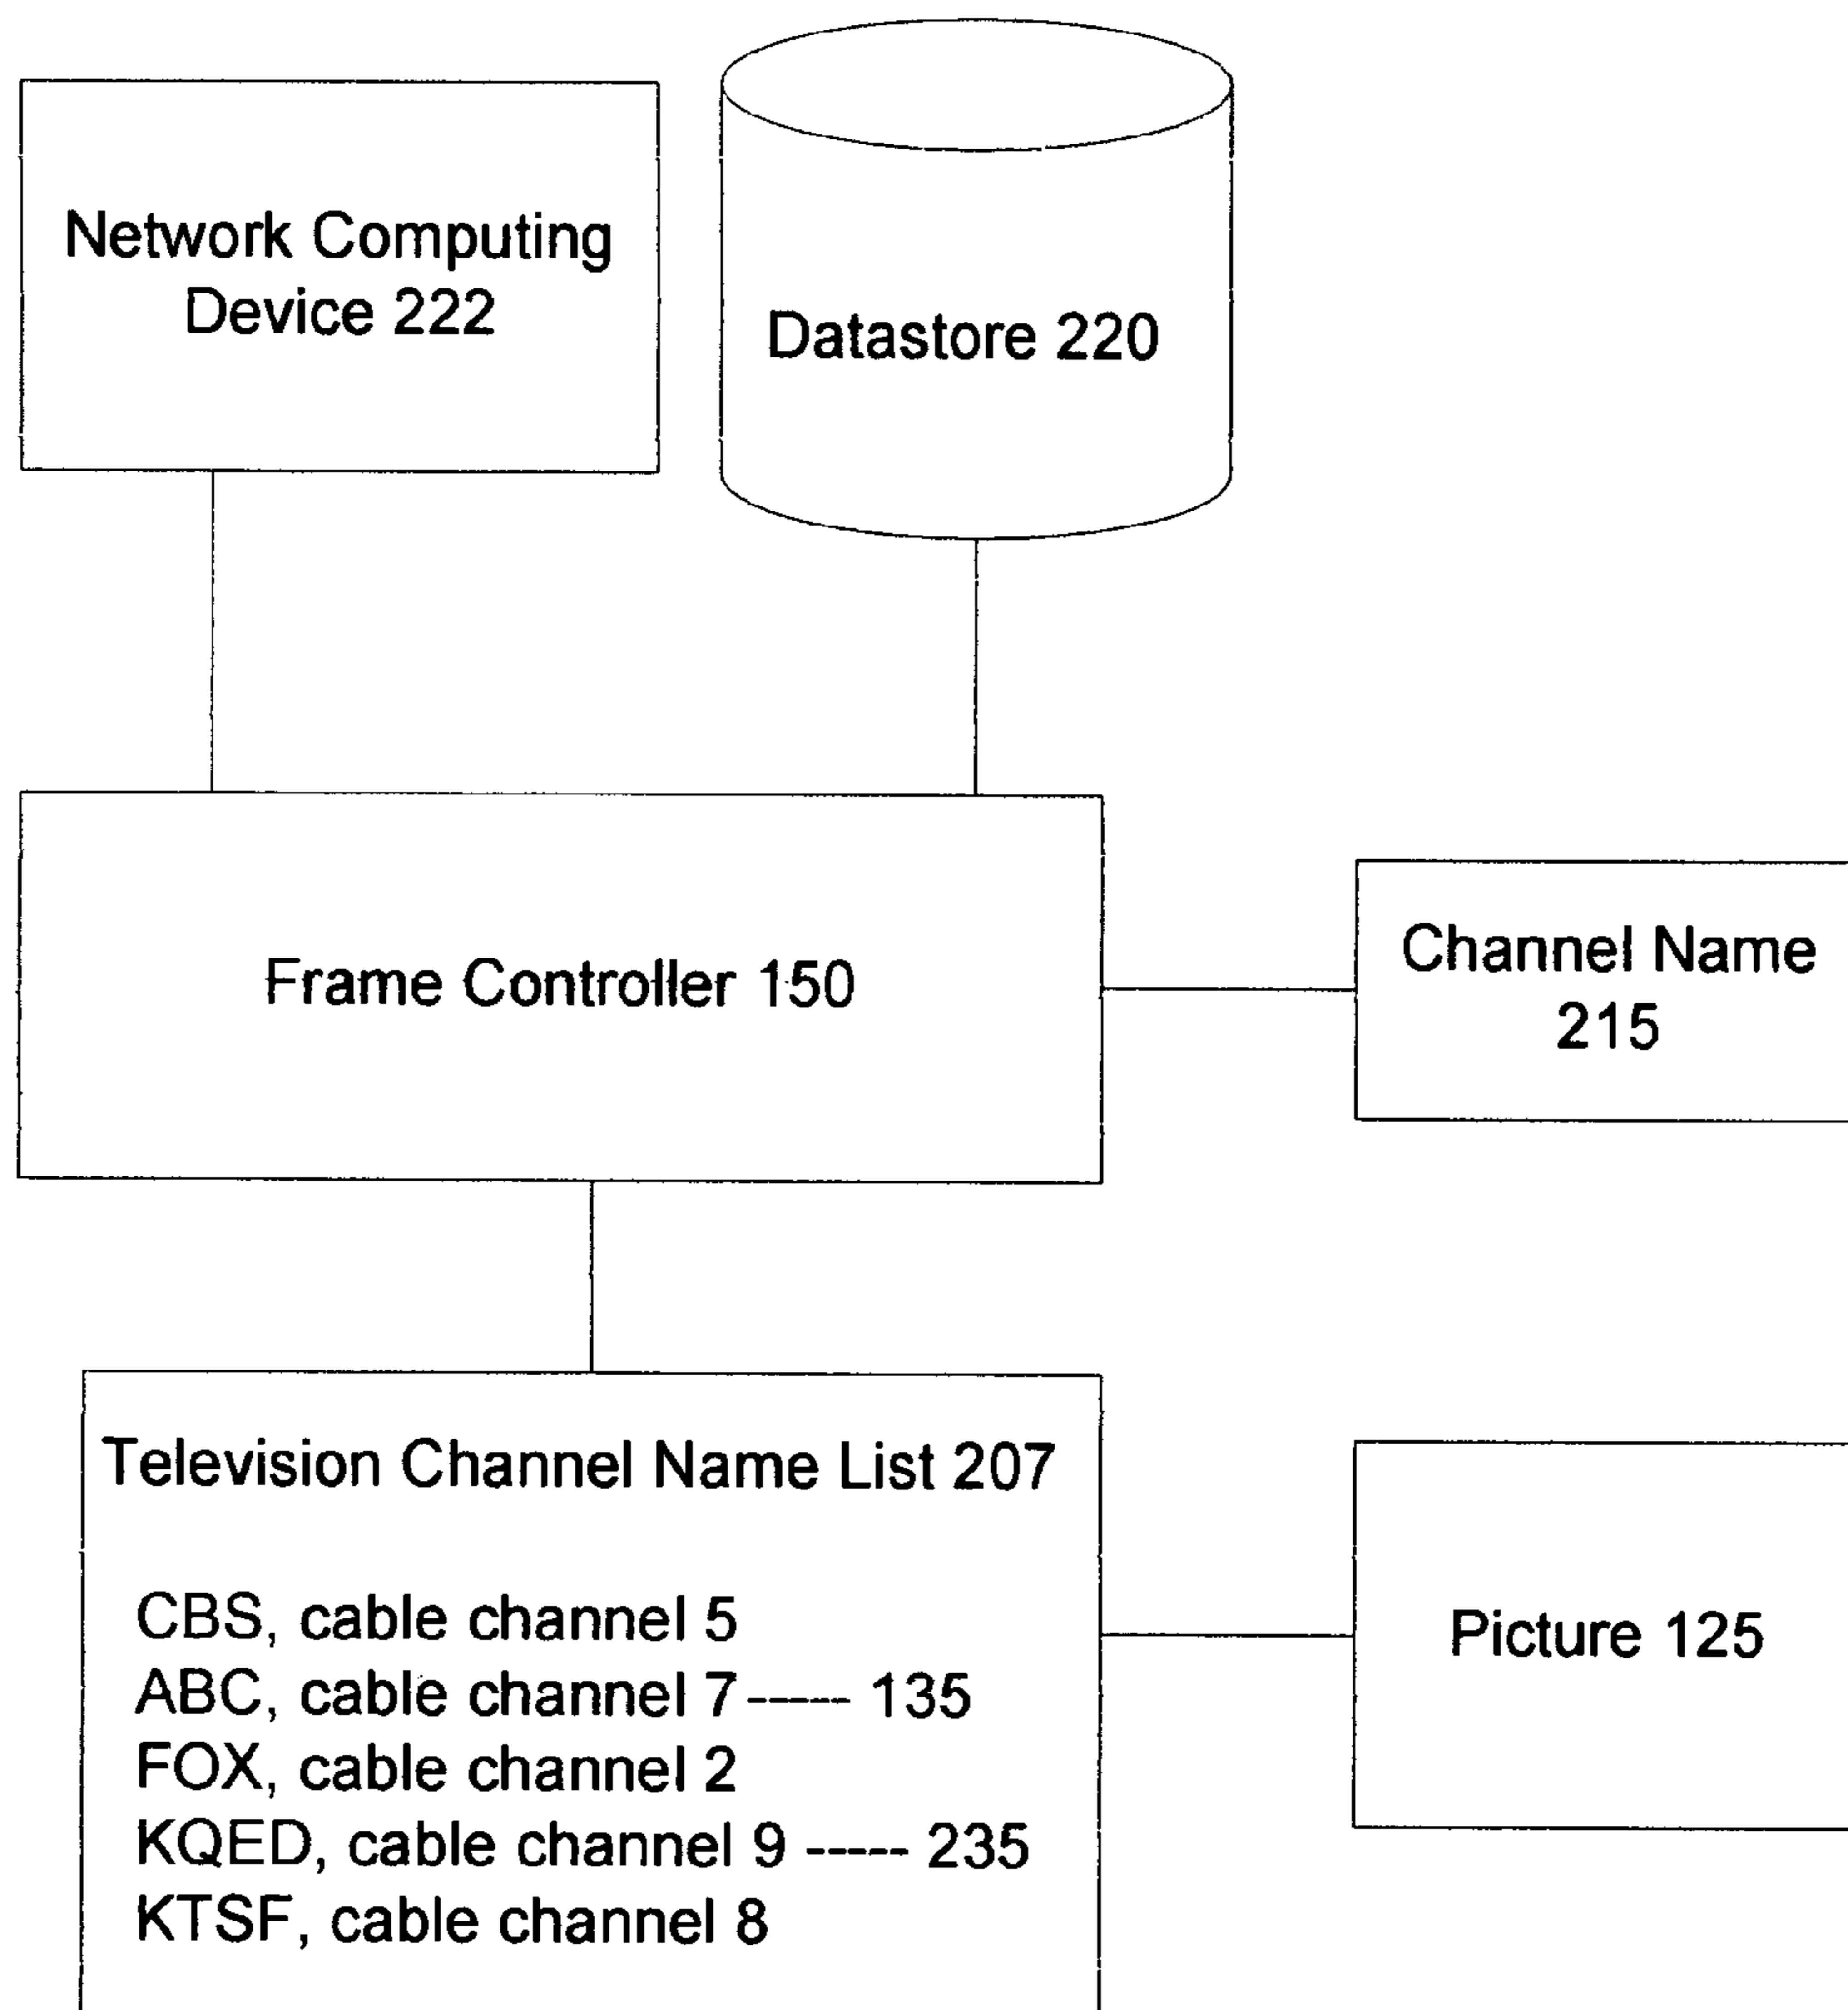 Network Computing
Device 222
Datastore 220
Frame Controller 150
Channel Name
215
Television Channel Name List 207
CBS, cable channel 5
ABC, cable channel 7----- 135
FOX, cable channel 2
KQED, cable channel 9 ----- 235
KTSF, cable channel 8
Picture 125